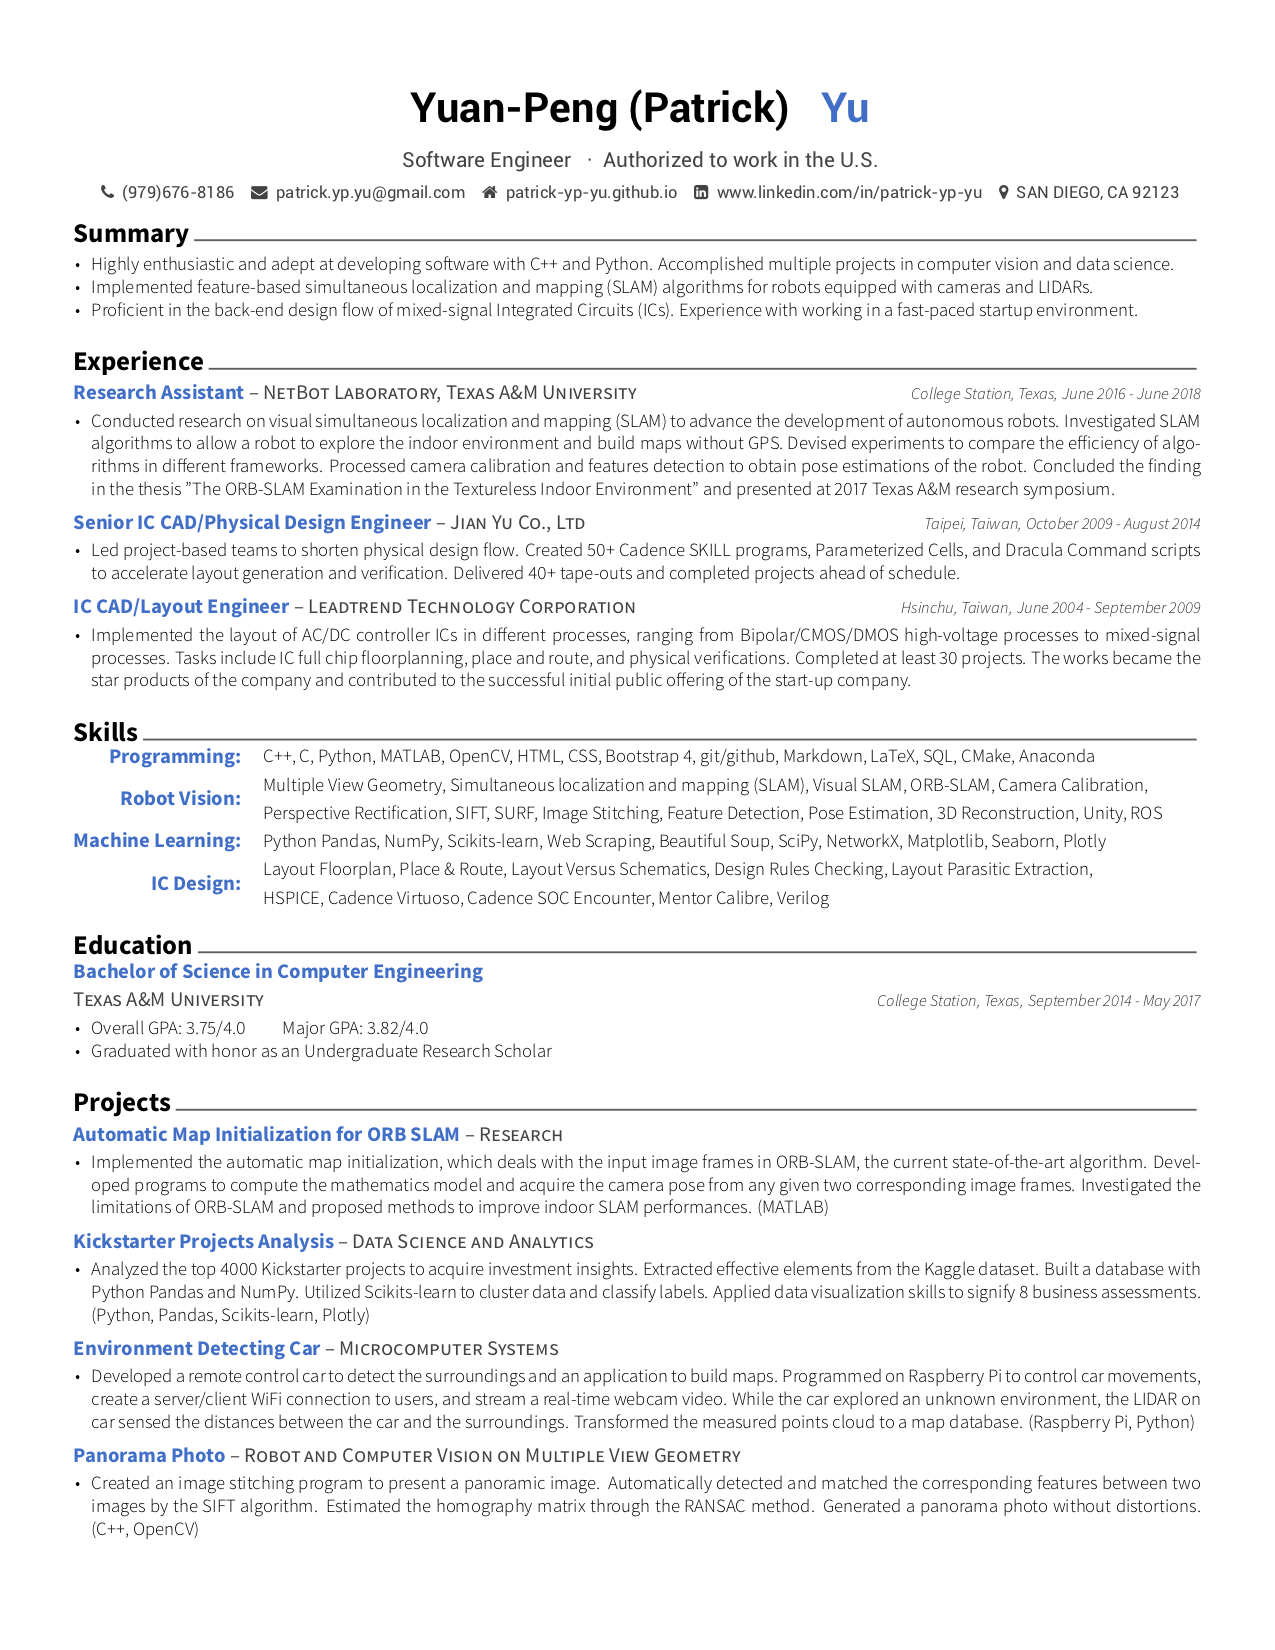 Yuan-Peng (Patrick) Yu
Software Engineer · Authorized to work in the U.S.
(979)676-8186 patrick.yp.yu@gmail.com patrick-yp-yu.github.io www.linkedin.com/in/patrick-yp-yu SAN DIEGO, CA 92123
Summary
• Highly enthusiastic and adept at developing software with C++ and Python. Accomplished multiple projects in computer vision and data science.
• Implemented feature-based simultaneous localization and mapping (SLAM) algorithms for robots equipped with cameras and LIDARs.
• Proficient in the back-end design flow of mixed-signal Integrated Circuits (ICs). Experience with working in a fast-paced startup environment.
Experience
Research Assistant – NetBot Laboratory, Texas A&M University College Station, Texas, June 2016 - June 2018
• Conducted research on visual simultaneous localization and mapping (SLAM) to advance the development of autonomous robots. Investigated SLAM
algorithms to allow a robot to explore the indoor environment and build maps without GPS. Devised experiments to compare the efficiency of algo-
rithms in different frameworks. Processed camera calibration and features detection to obtain pose estimations of the robot. Concluded the finding
in the thesis ”The ORB-SLAM Examination in the Textureless Indoor Environment” and presented at 2017 Texas A&M research symposium.
Senior IC CAD/Physical Design Engineer – Jian Yu Co., Ltd Taipei, Taiwan, October 2009 - August 2014
• Led project-based teams to shorten physical design flow. Created 50+ Cadence SKILL programs, Parameterized Cells, and Dracula Command scripts
to accelerate layout generation and verification. Delivered 40+ tape-outs and completed projects ahead of schedule.
IC CAD/Layout Engineer – Leadtrend Technology Corporation Hsinchu, Taiwan, June 2004 - September 2009
• Implemented the layout of AC/DC controller ICs in different processes, ranging from Bipolar/CMOS/DMOS high-voltage processes to mixed-signal
processes. Tasks include IC full chip floorplanning, place and route, and physical verifications. Completed at least 30 projects. The works became the
star products of the company and contributed to the successful initial public offering of the start-up company.
Skills
Programming: C++, C, Python, MATLAB, OpenCV, HTML, CSS, Bootstrap 4, git/github, Markdown, LaTeX, SQL, CMake, Anaconda
Robot Vision: Multiple View Geometry, Simultaneous localization and mapping (SLAM), Visual SLAM, ORB-SLAM, Camera Calibration,
Perspective Rectification, SIFT, SURF, Image Stitching, Feature Detection, Pose Estimation, 3D Reconstruction, Unity, ROS
Machine Learning: Python Pandas, NumPy, Scikits-learn, Web Scraping, Beautiful Soup, SciPy, NetworkX, Matplotlib, Seaborn, Plotly
IC Design: Layout Floorplan, Place & Route, Layout Versus Schematics, Design Rules Checking, Layout Parasitic Extraction,
HSPICE, Cadence Virtuoso, Cadence SOC Encounter, Mentor Calibre, Verilog
Education
Bachelor of Science in Computer Engineering
Texas A&M University College Station, Texas, September 2014 - May 2017
• Overall GPA: 3.75/4.0 Major GPA: 3.82/4.0
• Graduated with honor as an Undergraduate Research Scholar
Projects
Automatic Map Initialization for ORB SLAM – Research
• Implemented the automatic map initialization, which deals with the input image frames in ORB-SLAM, the current state-of-the-art algorithm. Devel-
oped programs to compute the mathematics model and acquire the camera pose from any given two corresponding image frames. Investigated the
limitations of ORB-SLAM and proposed methods to improve indoor SLAM performances. (MATLAB)
Kickstarter Projects Analysis – Data Science and Analytics
• Analyzed the top 4000 Kickstarter projects to acquire investment insights. Extracted effective elements from the Kaggle dataset. Built a database with
Python Pandas and NumPy. Utilized Scikits-learn to cluster data and classify labels. Applied data visualization skills to signify 8 business assessments.
(Python, Pandas, Scikits-learn, Plotly)
Environment Detecting Car – Microcomputer Systems
• Developed a remote control car to detect the surroundings and an application to build maps. Programmed on Raspberry Pi to control car movements,
create a server/client WiFi connection to users, and stream a real-time webcam video. While the car explored an unknown environment, the LIDAR on
car sensed the distances between the car and the surroundings. Transformed the measured points cloud to a map database. (Raspberry Pi, Python)
Panorama Photo – Robot and Computer Vision on Multiple View Geometry
• Created an image stitching program to present a panoramic image. Automatically detected and matched the corresponding features between two
images by the SIFT algorithm. Estimated the homography matrix through the RANSAC method. Generated a panorama photo without distortions.
(C++, OpenCV)